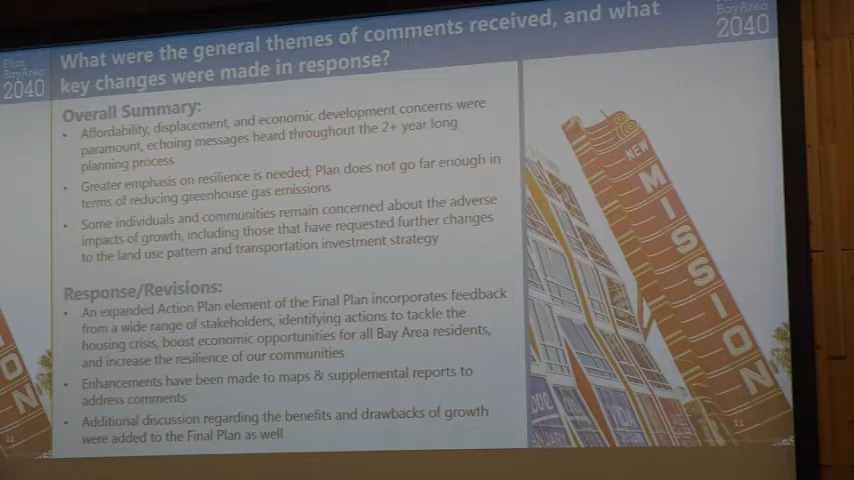 Plan
BayArea
2040
What were the general themes of comments received, and what
key changes were made in response?
Plan
BayArea
2040
Overall Summary:
• Affordability, displacement, and economic development concerns were
paramount, echoing messages heard throughout the 2+ year long
planning process
• Greater emphasis on resilience is needed; Plan does not go far enough in
terms of reducing greenhouse gas emissions
• Some individuals and communities remain concerned about the adverse
impacts of growth, including those that have requested further changes
to the land use pattern and transportation investment strategy
Response/Revisions:
• An expanded Action Plan element of the Final Plan incorporates feedback
from a wide range of stakeholders, identifying actions to tackle the
housing crisis, boost economic opportunities for all Bay Area residents,
and increase the resilience of our communities
• Enhancements have been made to maps & supplemental reports to
address comments
• Additional discussion regarding the benefits and drawbacks of growth
were added to the Final Plan as well
NEW
MISSION
ON